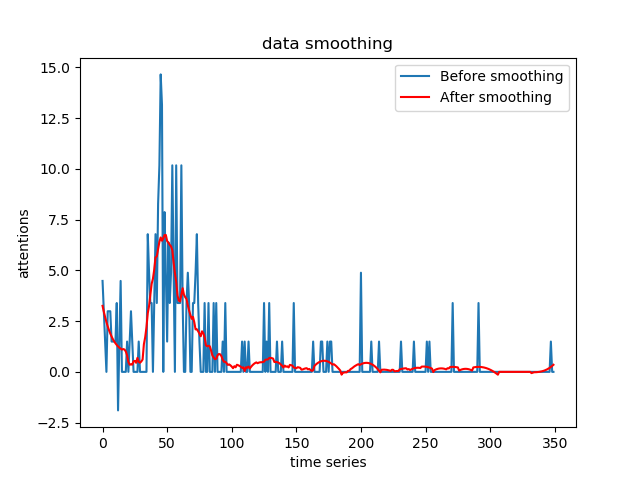 data smoothing
Before smoothing
After smoothing
15.0
12.5
10.0
7.5
5.0
2.5
0.0
−2.5
attentions
0 50 100 150 200 250 300 350
time series